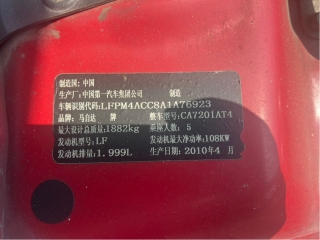 制造国:中国
生产厂:中国第一汽车集团公司 制造
车辆识别代码:LFPM4ACC8A1A76923
品牌:马自达 牌 整车型号:CA7201AT4
最大设计总质量:1882kg 乘座人数:5
发动机型号:LF 发动机最大净功率:108KW
发动机排量:1.999L 生产日期:2010年4 月